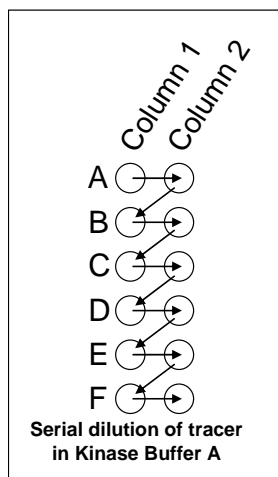 Column 1
Column 2
A
B
C
D
E
F
Serial dilution of tracer
in Kinase Buffer A